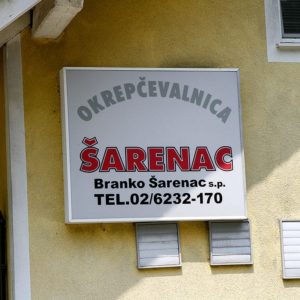 OKREPČEVALNICA
ŠARENAC
Branko Šarenac s.p.
TEL.02/6232-170